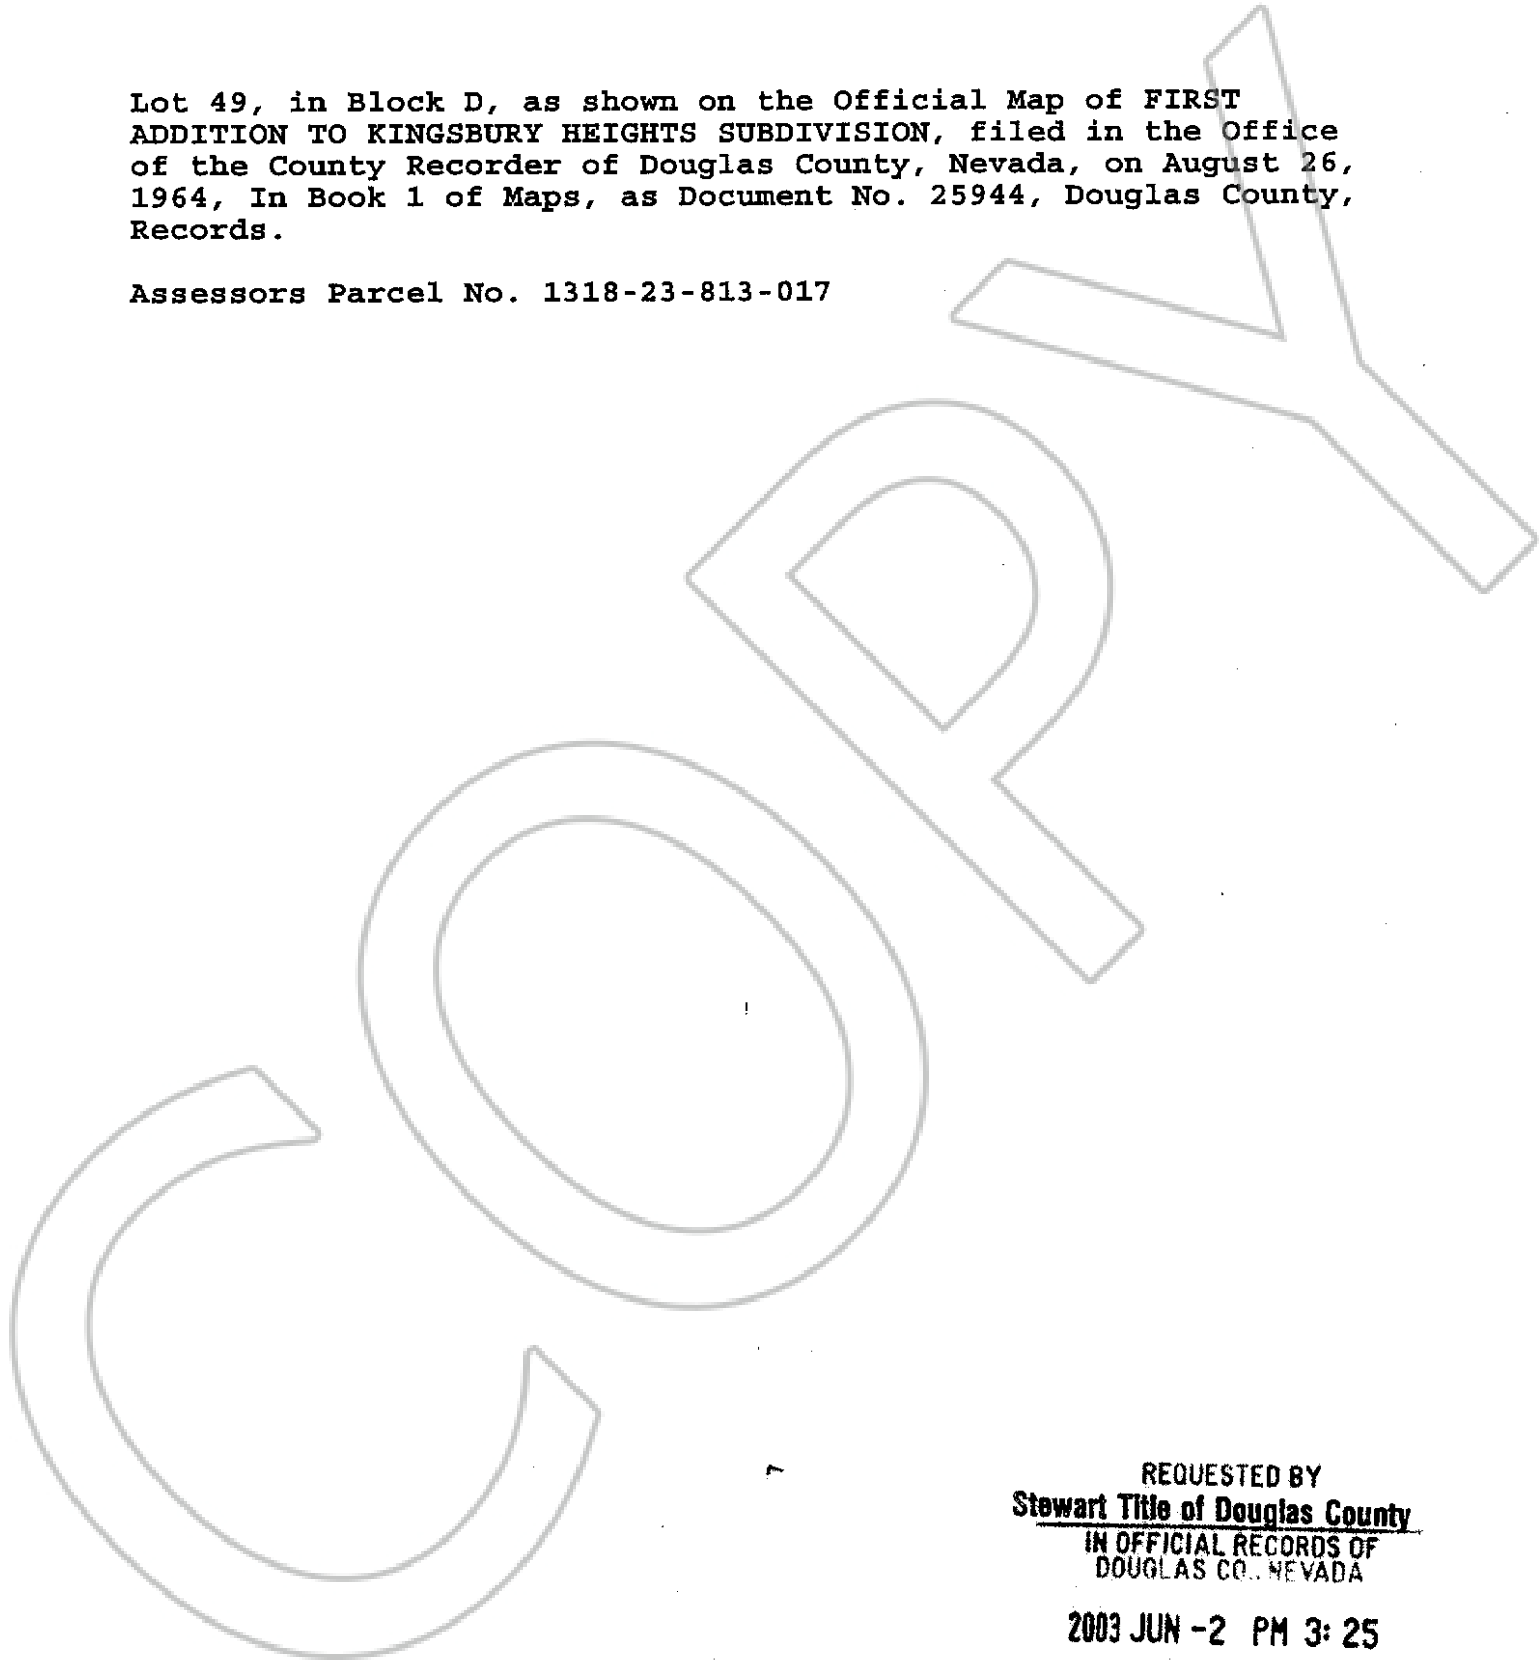 Lot 49, in Block D, as shown on the Official Map of FIRST
ADDITION TO KINGSBURY HEIGHTS SUBDIVISION, filed in the Office
of the County Recorder of Douglas County, Nevada, on August 26,
1964, In Book 1 of Maps, as Document No. 25944, Douglas County,
Records.
Assessors Parcel No. 1318-23-813-017
COPY
REQUESTED BY
Stewart Title of Douglas County
IN OFFICIAL RECORDS OF
DOUGLAS CO., NEVADA
2003 JUN -2 PM 3: 25